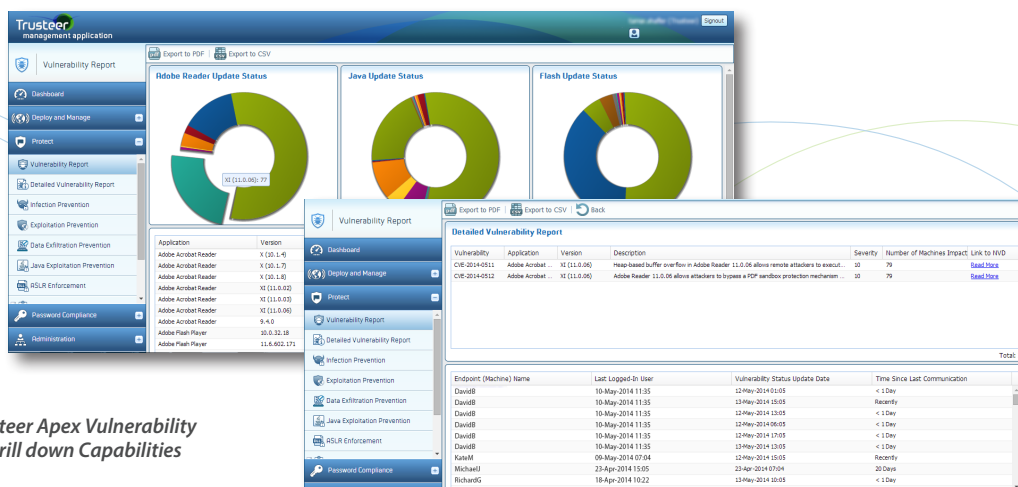 Trusteer
management application
Signout
Vulnerability Report
Export to PDF
Export to CSV
Dashboard
Deploy and Manage
Protect
Vulnerability Report
Detailed Vulnerability Report
Infection Prevention
Exploitation Prevention
Data Exfiltration Prevention
Java Exploitation Prevention
ASLR Enforcement
Password Compliance
Administration
Adobe Reader Update Status
Java Update Status
Flash Update Status
XI (11.0.06): 77
Application Version
Adobe Acrobat Reader X (10.1.4)
Adobe Acrobat Reader X (10.1.7)
Adobe Acrobat Reader X (10.1.8)
Adobe Acrobat Reader XI (11.0.02)
Adobe Acrobat Reader XI (11.0.03)
Adobe Acrobat Reader XI (11.0.06)
Adobe Acrobat Reader 9.4.0
Adobe Flash Player 10.0.32.18
Adobe Flash Player 11.6.602.171
Vulnerability Report
Export to PDF
Export to CSV
Back
Dashboard
Deploy and Manage
Protect
Vulnerability Report
Detailed Vulnerability Report
Infection Prevention
Exploitation Prevention
Data Exfiltration Prevention
Java Exploitation Prevention
ASLR Enforcement
Password Compliance
Detailed Vulnerability Report
Vulnerability Application Version Description Severity Number of Machines Impact Link to NVD
CVE-2014-0511 Adobe Acrobat ... XI (11.0.06) Heap-based buffer overflow in Adobe Reader 11.0.06 allows remote attackers to execut... 10 79 Read More
CVE-2014-0512 Adobe Acrobat ... XI (11.0.06) Adobe Reader 11.0.06 allows attackers to bypass a PDF sandbox protection mechanism ... 10 79 Read More
Total:
Endpoint (Machine) Name Last Logged-In User Vulnerability Status Update Date Time Since Last Communication
DavidB 10-May-2014 11:35 12-May-2014 01:05 < 1 Day
DavidB 10-May-2014 11:35 13-May-2014 15:05 Recently
DavidB 10-May-2014 11:35 12-May-2014 13:05 < 1 Day
DavidB 10-May-2014 11:35 12-May-2014 06:05 < 1 Day
DavidB 10-May-2014 11:35 12-May-2014 17:05 < 1 Day
DavidB 10-May-2014 11:35 13-May-2014 13:05 < 1 Day
KateM 09-May-2014 07:04 12-May-2014 15:05 Recently
MichaelJ 23-Apr-2014 15:05 23-Apr-2014 07:04 20 Days
RichardG 18-Apr-2014 10:22 13-May-2014 10:05 < 1 Day
steer Apex Vulnerability
rill down Capabilities